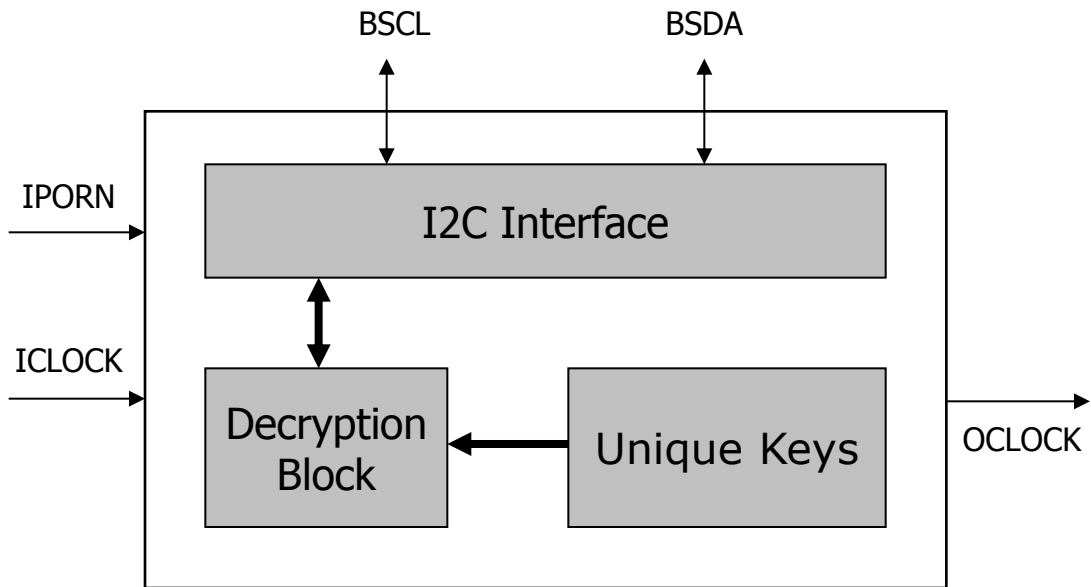 BSCL
BSDA
IPORN
I2C Interface
ICLOCK
Decryption
Block
Unique Keys
OCLOCK